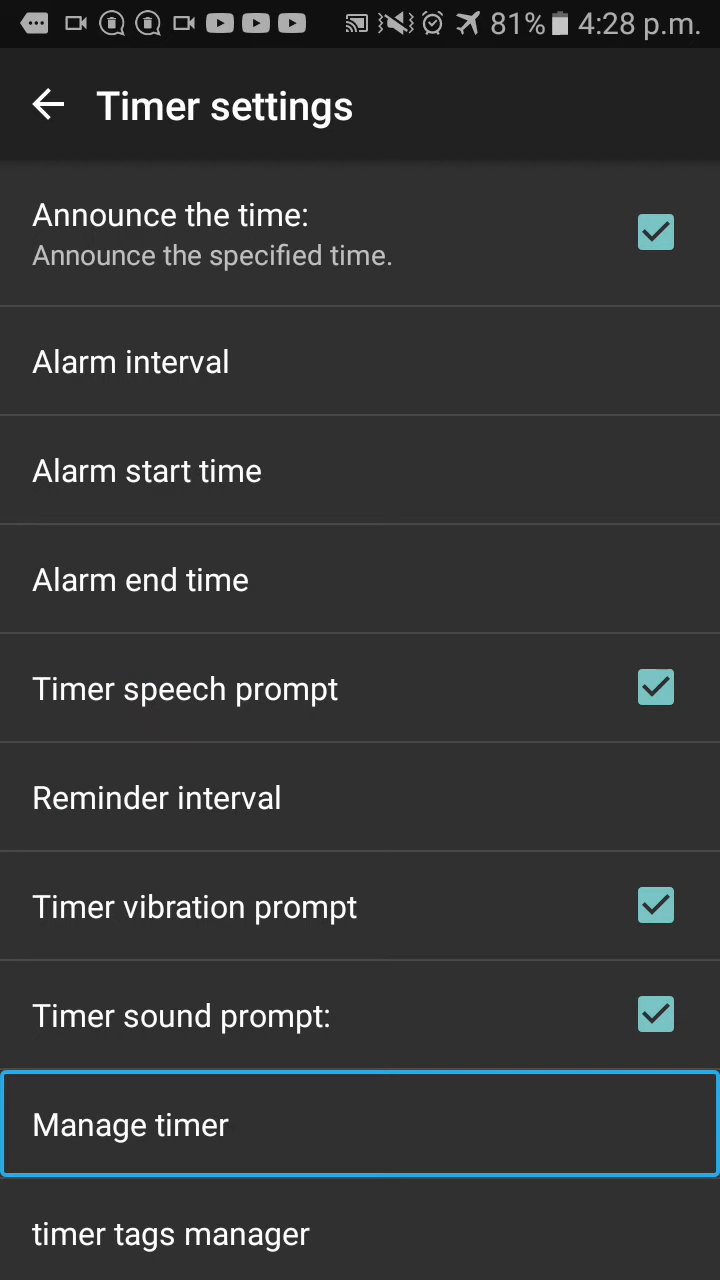 81% 4:28 p.m.
Timer settings
Announce the time:
Announce the specified time.
Alarm interval
Alarm start time
Alarm end time
Timer speech prompt
Reminder interval
Timer vibration prompt
Timer sound prompt:
Manage timer
timer tags manager